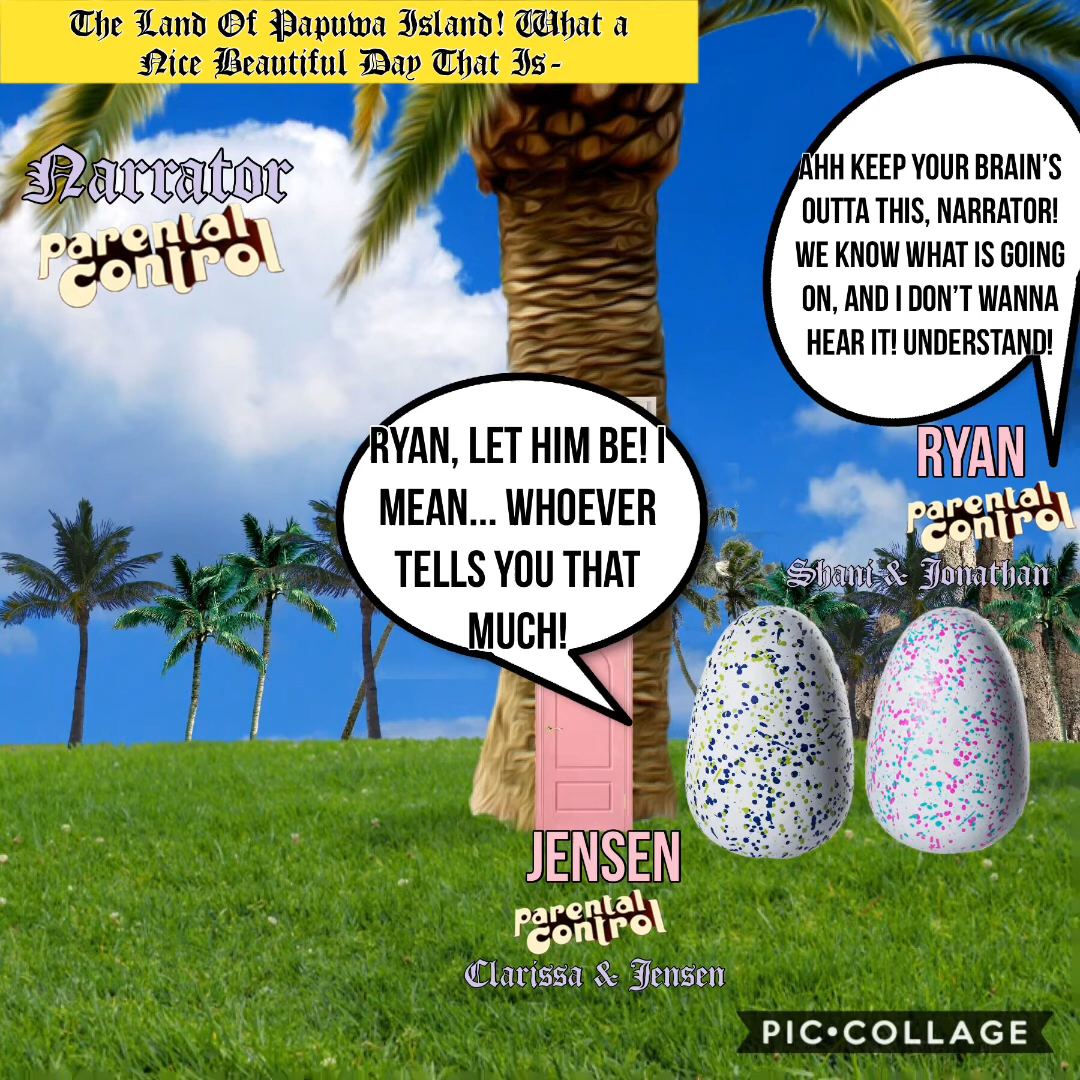 The Land Of Papuwa Island! What a
Nice Beautiful Day That Is-
Narrator
parental
control
AHH KEEP YOUR BRAIN'S
OUTTA THIS, NARRATOR!
WE KNOW WHAT IS GOING
ON, AND I DON'T WANNA
HEAR IT! UNDERSTAND!
RYAN
parental
control
Shani & Jonathan
RYAN, LET HIM BE! I
MEAN... WHOEVER
TELLS YOU THAT
MUCH!
JENSEN
parental
control
Clarissa & Jensen
PIC•COLLAGE